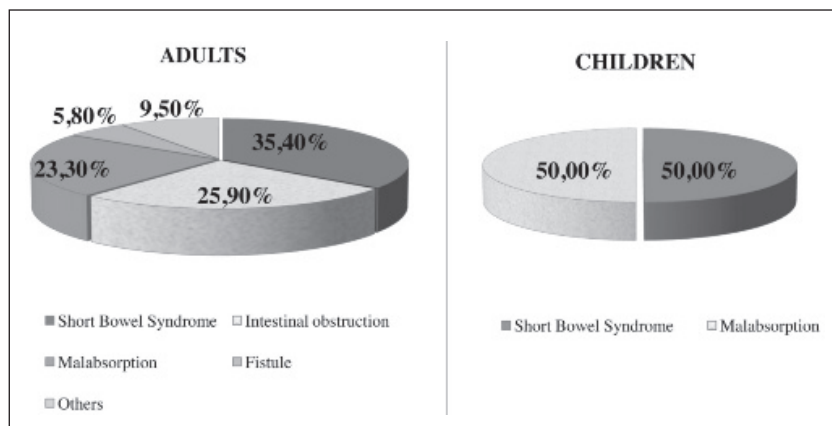 ADULTS
5,80%
9,50%
35,40%
23,30%
25,90%
Short Bowel Syndrome
Intestinal obstruction
Malabsorption
Fistule
Others
CHILDREN
50,00%
50,00%
Short Bowel Syndrome
Malabsorption